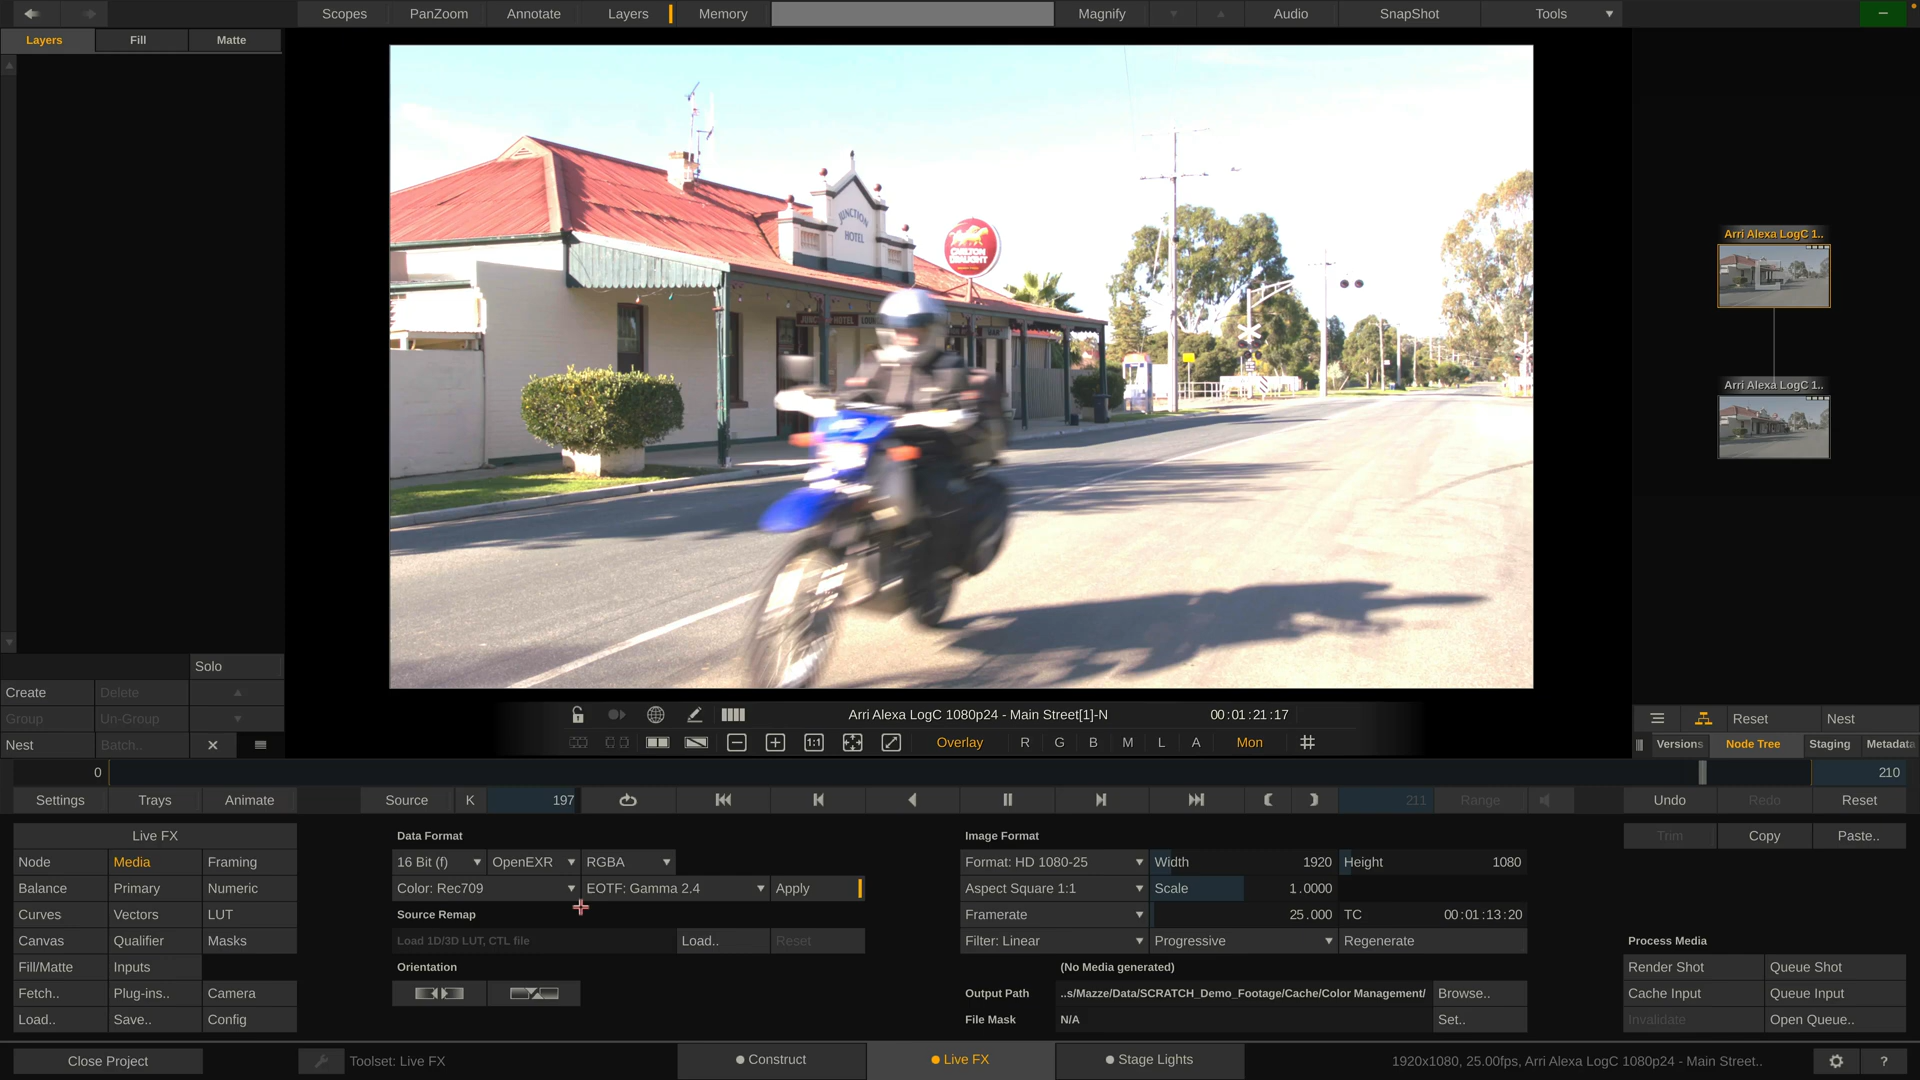 Scopes PanZoom Annotate Layers Memory Magnify Audio SnapShot Tools
Layers Fill Matte
JUNCTION
HOTEL
CARLTON
DRAUGHT
JUNCTION HOTEL
BAR
Arri Alexa LogC 1..
Arri Alexa LogC 1..
Solo
Create Delete
Group Un-Group
Nest Batch..
Arri Alexa LogC 1080p24 - Main Street[1]-N 00:01:21:17
1:1 Overlay R G B M L A Mon
Reset Nest
Versions Node Tree Staging Metadata
0 210
Settings Trays Animate Source K 197 211 Range Undo Redo Reset
Live FX
Node Media Framing
Balance Primary Numeric
Curves Vectors LUT
Canvas Qualifier Masks
Fill/Matte Inputs
Fetch.. Plug-ins.. Camera
Load.. Save.. Config
Data Format
16 Bit (f) OpenEXR RGBA
Color: Rec709 EOTF: Gamma 2.4 Apply
Source Remap
Load 1D/3D LUT, CTL file Load.. Reset
Orientation
Image Format
Format: HD 1080-25 Width 1920 Height 1080
Aspect Square 1:1 Scale 1.0000
Framerate 25.000 TC 00:01:13:20
Filter: Linear Progressive Regenerate
(No Media generated)
Output Path ..s/Mazze/Data/SCRATCH_Demo_Footage/Cache/Color Management/ Browse..
File Mask N/A Set..
Trim Copy Paste..
Process Media
Render Shot Queue Shot
Cache Input Queue Input
Invalidate Open Queue..
Close Project Toolset: Live FX Construct Live FX Stage Lights 1920x1080, 25.00fps, Arri Alexa LogC 1080p24 - Main Street.. ?